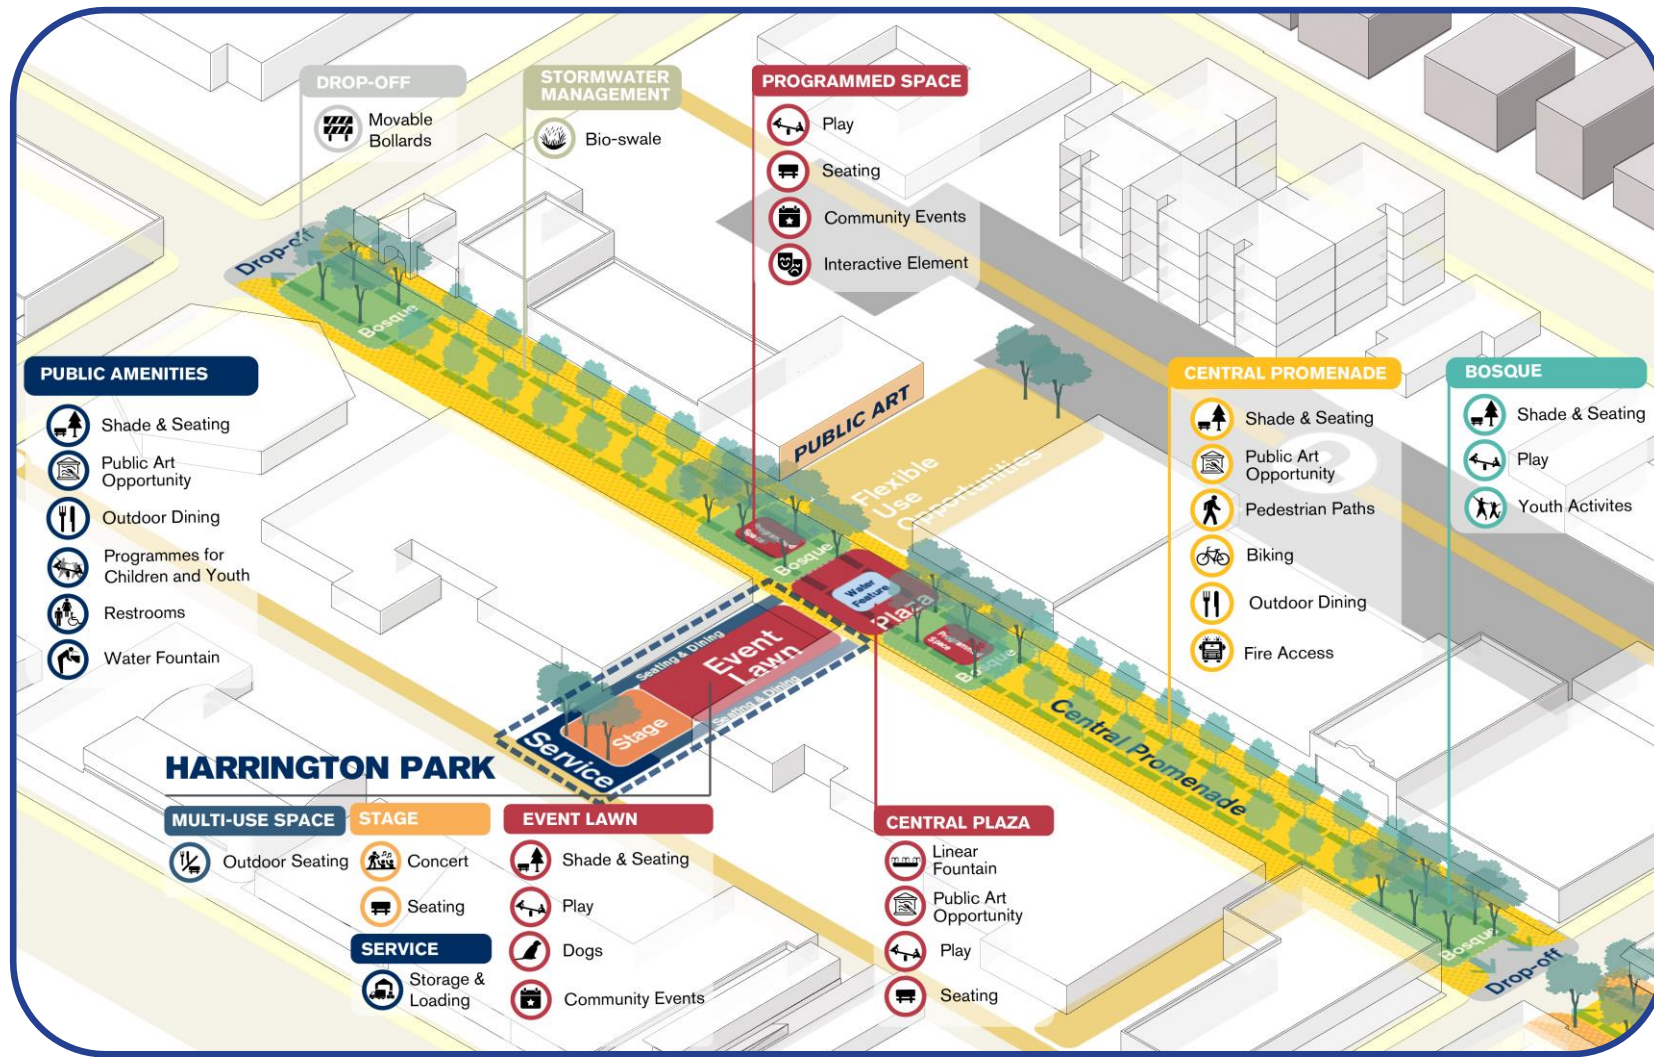 DROP-OFF
Movable
Bollards
STORMWATER
MANAGEMENT
Bio-swale
PROGRAMMED SPACE
Play
Seating
Community Events
Interactive Element
Drop-off
Bosque
PUBLIC AMENITIES
Shade & Seating
Public Art
Opportunity
Outdoor Dining
Programmes for
Children and Youth
Restrooms
Water Fountain
PUBLIC ART
Flexible
Use
Opportunities
CENTRAL PROMENADE
Shade & Seating
Public Art
Opportunity
Pedestrian Paths
Biking
Outdoor Dining
Fire Access
BOSQUE
Shade & Seating
Play
Youth Activites
Programmed
Space
Bosque
Water
Feature
Plaza
Programmed
Space
Bosque
Seating & Dining
Event
Lawn
Seating & Dining
Stage
Service
Central Promenade
Bosque
Drop-off
HARRINGTON PARK
MULTI-USE SPACE
Outdoor Seating
STAGE
Concert
Seating
SERVICE
Storage &
Loading
EVENT LAWN
Shade & Seating
Play
Dogs
Community Events
CENTRAL PLAZA
Linear
Fountain
Public Art
Opportunity
Play
Seating